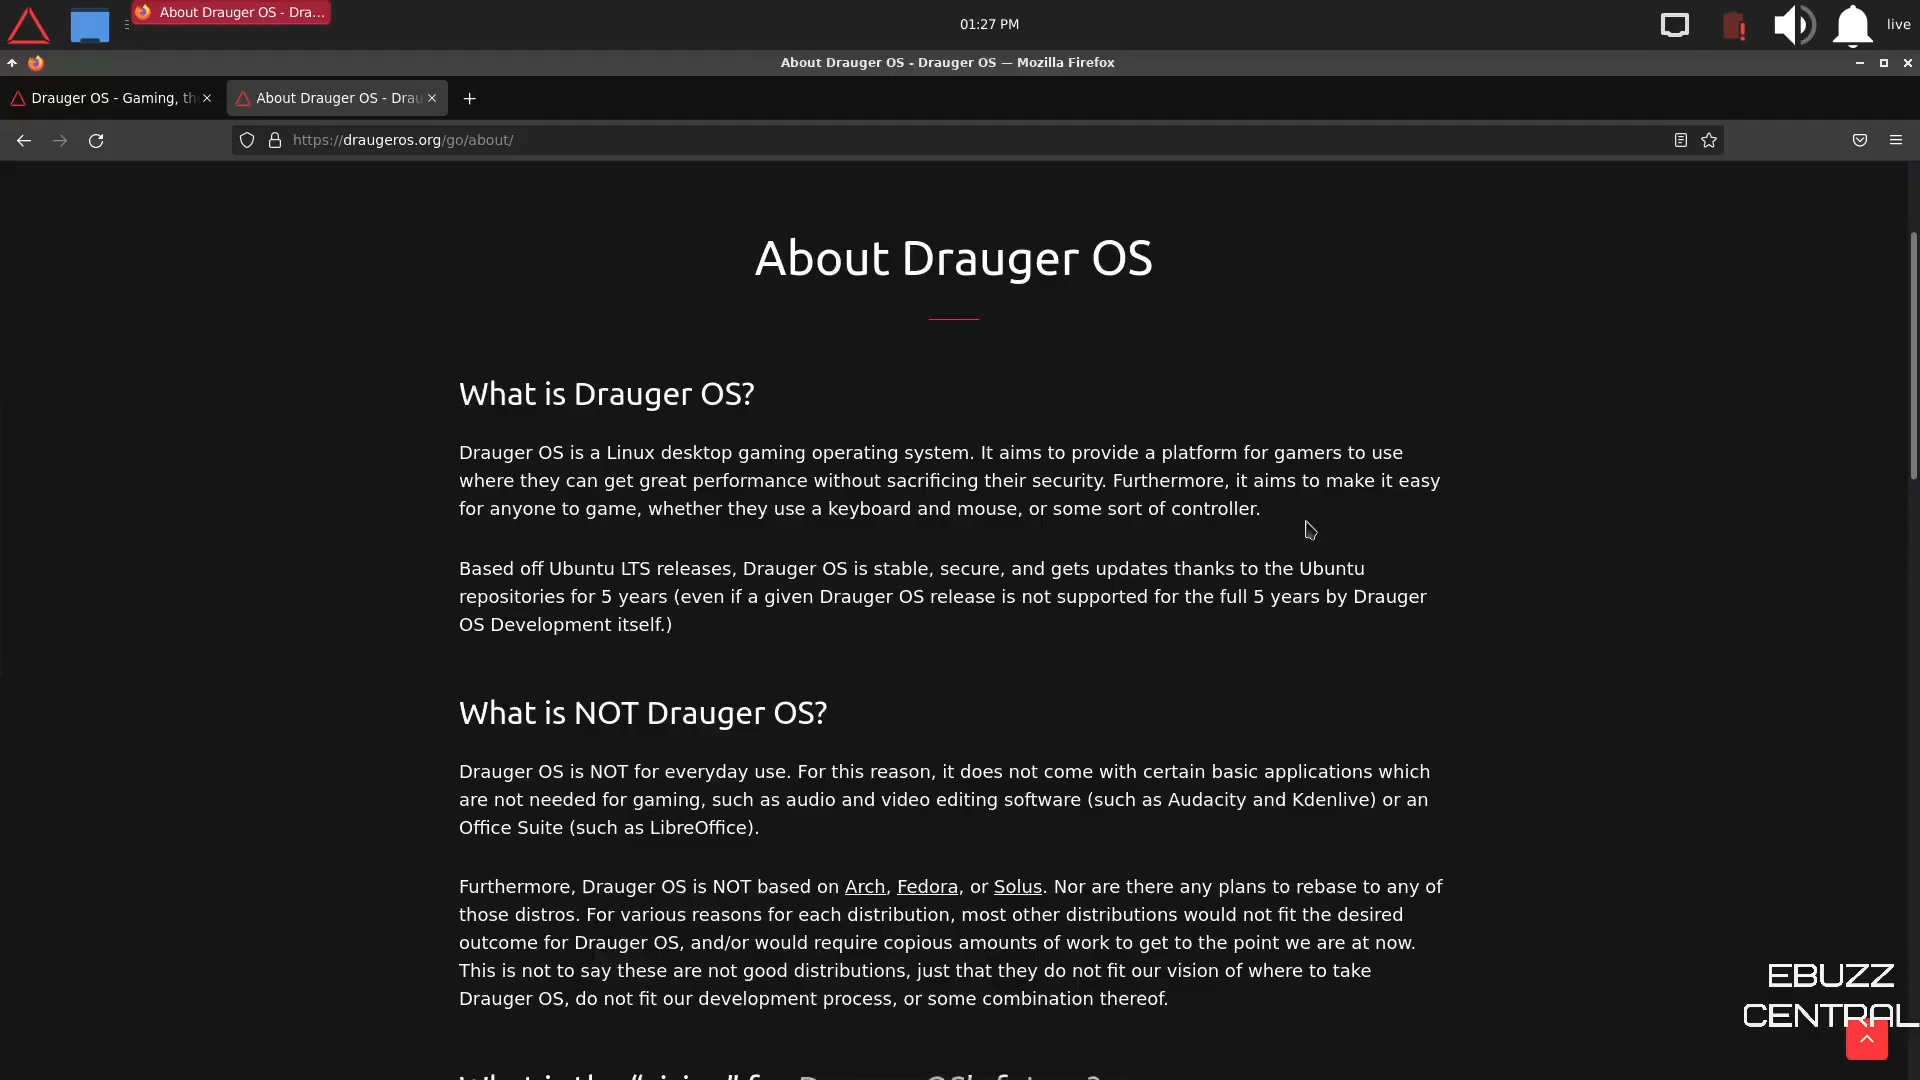 About Drauger OS - Dra...
01:27 PM
live
About Drauger OS - Drauger OS — Mozilla Firefox
Drauger OS - Gaming, th
About Drauger OS - Drau
https://draugeros.org/go/about/
About Drauger OS
What is Drauger OS?
Drauger OS is a Linux desktop gaming operating system. It aims to provide a platform for gamers to use
where they can get great performance without sacrificing their security. Furthermore, it aims to make it easy
for anyone to game, whether they use a keyboard and mouse, or some sort of controller.
Based off Ubuntu LTS releases, Drauger OS is stable, secure, and gets updates thanks to the Ubuntu
repositories for 5 years (even if a given Drauger OS release is not supported for the full 5 years by Drauger
OS Development itself.)
What is NOT Drauger OS?
Drauger OS is NOT for everyday use. For this reason, it does not come with certain basic applications which
are not needed for gaming, such as audio and video editing software (such as Audacity and Kdenlive) or an
Office Suite (such as LibreOffice).
Furthermore, Drauger OS is NOT based on Arch, Fedora, or Solus. Nor are there any plans to rebase to any of
those distros. For various reasons for each distribution, most other distributions would not fit the desired
outcome for Drauger OS, and/or would require copious amounts of work to get to the point we are at now.
This is not to say these are not good distributions, just that they do not fit our vision of where to take
Drauger OS, do not fit our development process, or some combination thereof.
EBUZZ
CENTRAL